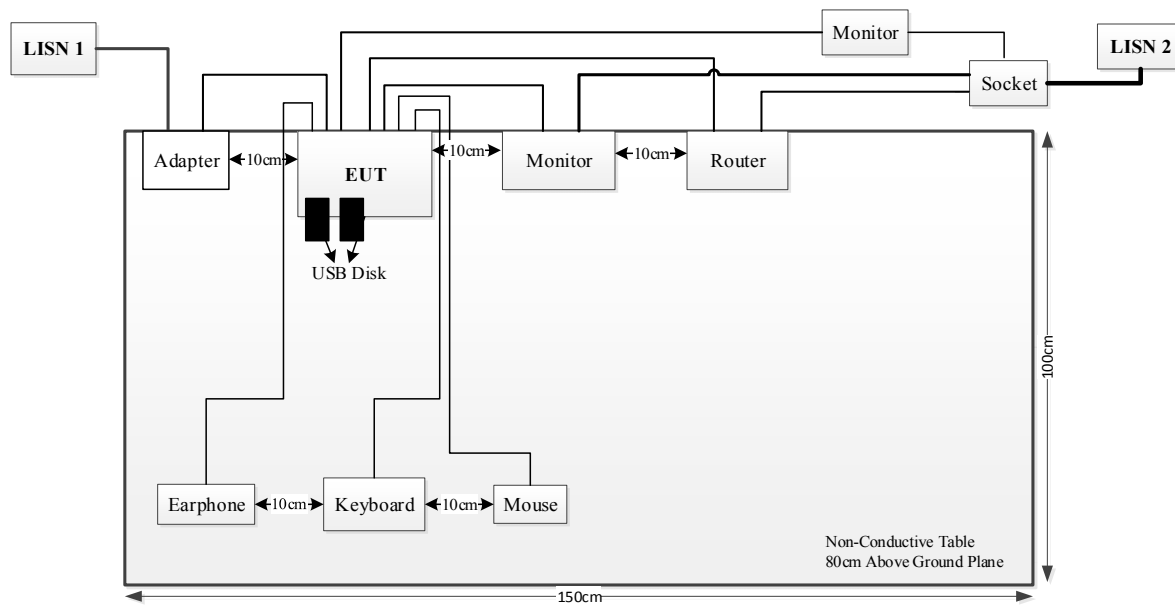 LISN 1
Monitor
LISN 2
Socket
Adapter
10cm
EUT
10cm
Monitor
10cm
Router
USB Disk
100cm
Earphone
10cm
Keyboard
10cm
Mouse
Non-Conductive Table
80cm Above Ground Plane
150cm